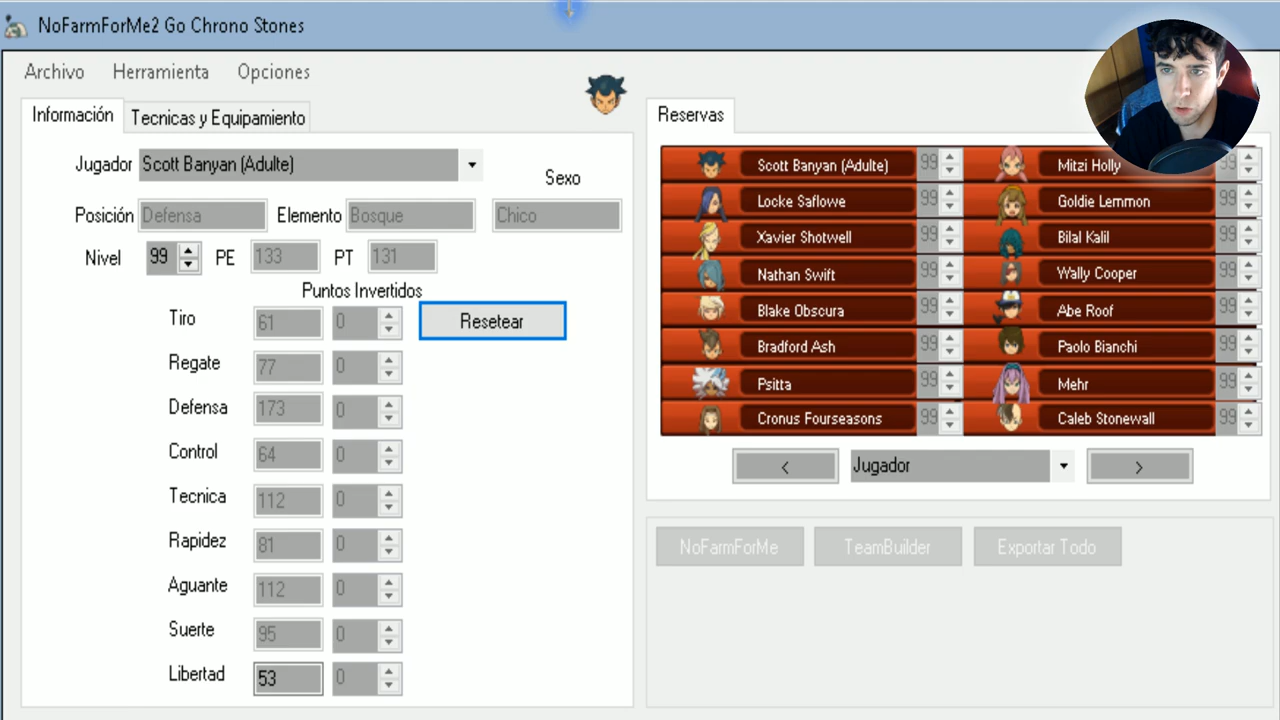 NoFarmForMe2 Go Chrono Stones
Archivo Herramienta Opciones
Información Tecnicas y Equipamiento
Jugador Scott Banyan (Adulte)
Sexo
Posición Defensa Elemento Bosque Chico
Nivel 99 PE 133 PT 131
Puntos Invertidos
Tiro 61 0 Resetear
Regate 77 0
Defensa 173 0
Control 64 0
Tecnica 112 0
Rapidez 81 0
Aguante 112 0
Suerte 95 0
Libertad 53 0
Reservas
Scott Banyan (Adulte) 99 Mitzi Holly 99
Locke Saflowe 99 Goldie Lemmon 99
Xavier Shotwell 99 Bilal Kalil 99
Nathan Swift 99 Wally Cooper 99
Blake Obscura 99 Abe Roof 99
Bradford Ash 99 Paolo Bianchi 99
Psitta 99 Mehr 99
Cronus Fourseasons 99 Caleb Stonewall 99
< Jugador >
NoFarmForMe TeamBuilder Exportar Todo